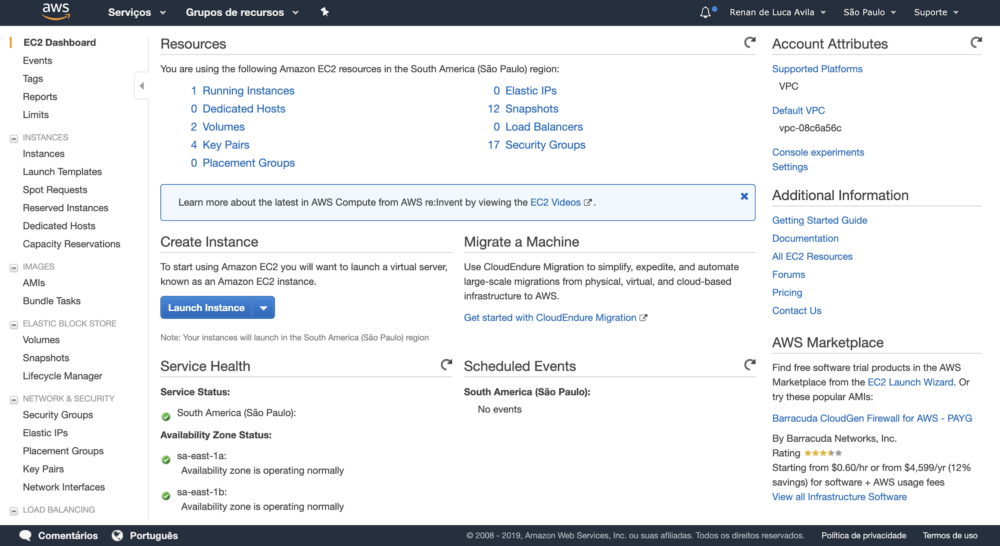 aws
Serviços
Grupos de recursos
Renan de Luca Avila
São Paulo
Suporte
EC2 Dashboard
Events
Tags
Reports
Limits
INSTANCES
Instances
Launch Templates
Spot Requests
Reserved Instances
Dedicated Hosts
Capacity Reservations
IMAGES
AMIs
Bundle Tasks
ELASTIC BLOCK STORE
Volumes
Snapshots
Lifecycle Manager
NETWORK & SECURITY
Security Groups
Elastic IPs
Placement Groups
Key Pairs
Network Interfaces
LOAD BALANCING
Resources
You are using the following Amazon EC2 resources in the South America (São Paulo) region:
1 Running Instances
0 Dedicated Hosts
2 Volumes
4 Key Pairs
0 Placement Groups
0 Elastic IPs
12 Snapshots
0 Load Balancers
17 Security Groups
Learn more about the latest in AWS Compute from AWS re:Invent by viewing the EC2 Videos .
Create Instance
To start using Amazon EC2 you will want to launch a virtual server,
known as an Amazon EC2 instance.
Launch Instance
Note: Your instances will launch in the South America (São Paulo) region
Migrate a Machine
Use CloudEndure Migration to simplify, expedite, and automate
large-scale migrations from physical, virtual, and cloud-based
infrastructure to AWS.
Get started with CloudEndure Migration
Service Health
Service Status:
South America (São Paulo):
Availability Zone Status:
sa-east-1a:
Availability zone is operating normally
sa-east-1b:
Availability zone is operating normally
Scheduled Events
South America (São Paulo):
No events
Account Attributes
Supported Platforms
VPC
Default VPC
vpc-08c6a56c
Console experiments
Settings
Additional Information
Getting Started Guide
Documentation
All EC2 Resources
Forums
Pricing
Contact Us
AWS Marketplace
Find free software trial products in the AWS
Marketplace from the EC2 Launch Wizard. Or
try these popular AMIs:
Barracuda CloudGen Firewall for AWS - PAYG
By Barracuda Networks, Inc.
Rating
Starting from $0.60/hr or from $4,599/yr (12%
savings) for software + AWS usage fees
View all Infrastructure Software
Comentários
Português
© 2008 - 2019, Amazon Web Services, Inc. ou suas afiliadas. Todos os direitos reservados.
Política de privacidade
Termos de uso